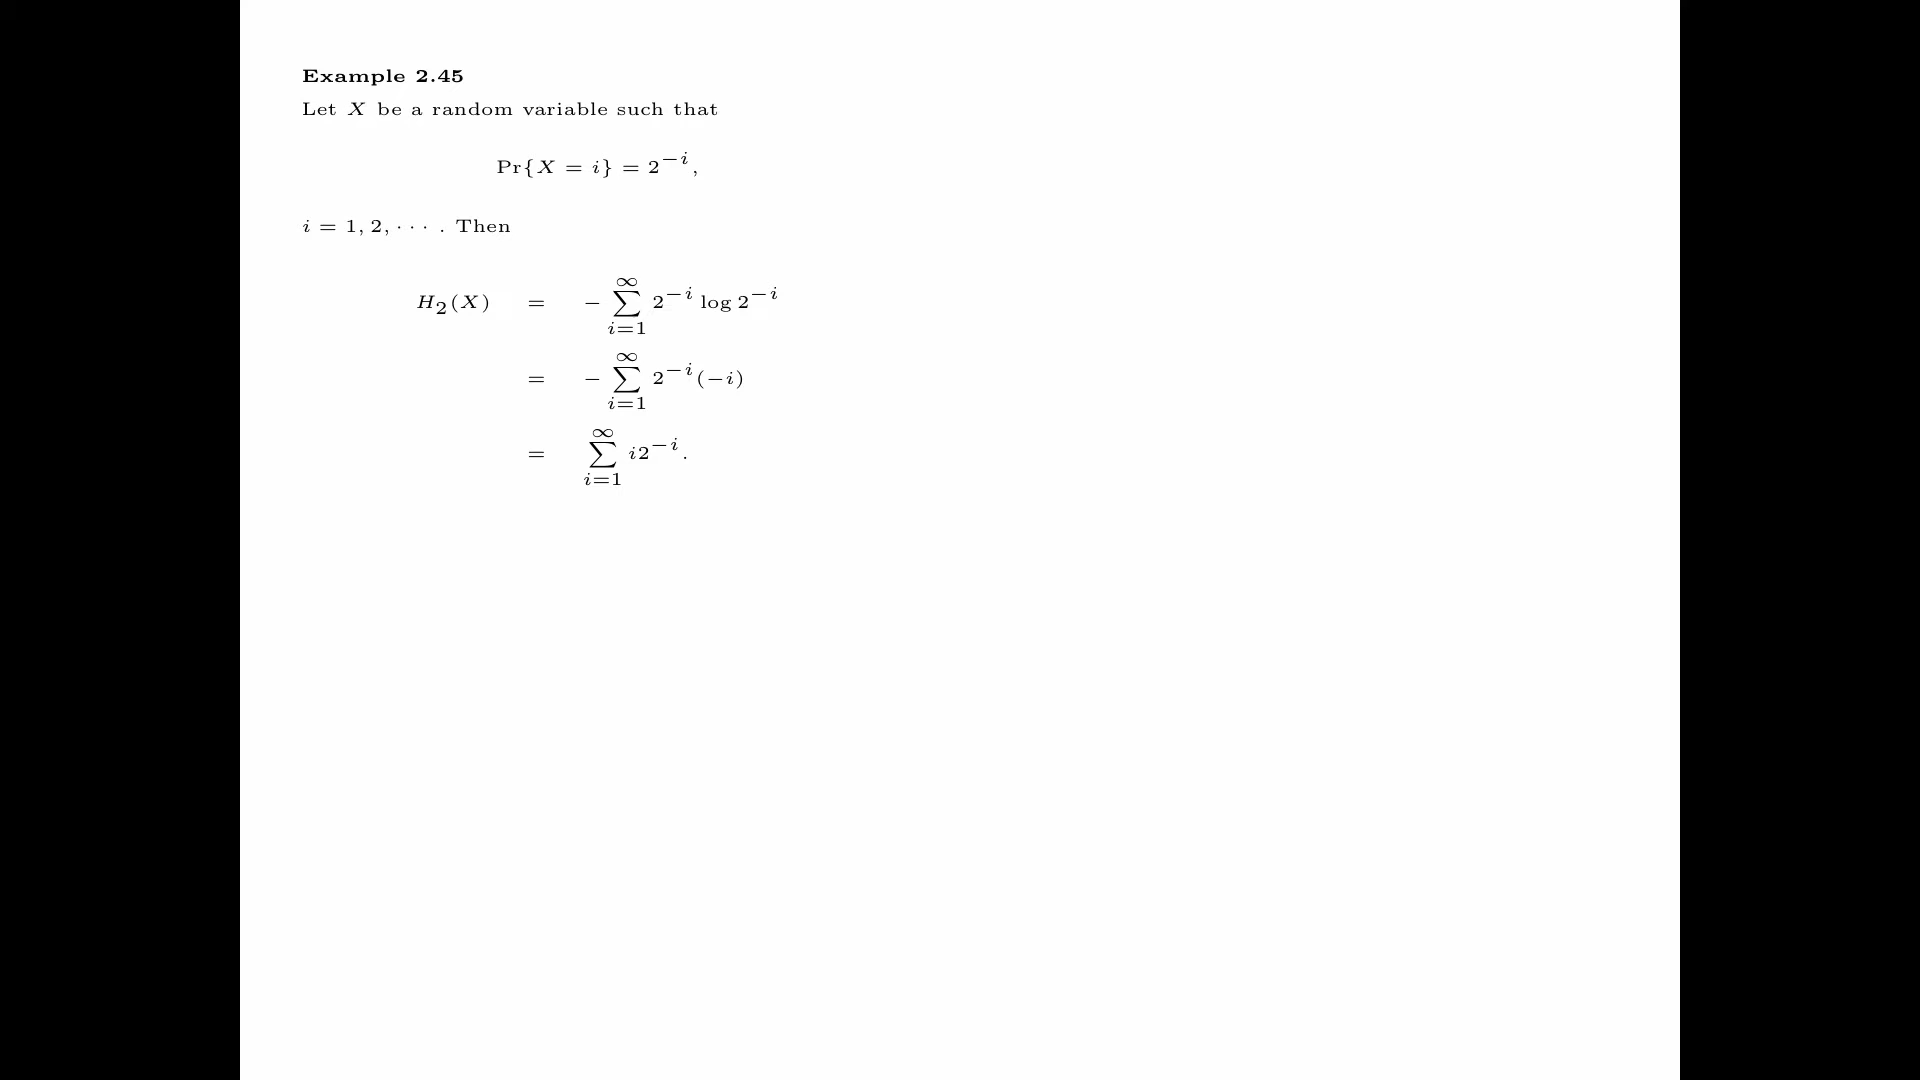 Example 2.45
Let X be a random variable such that
Pr{X = i} = 2^{−i},
i = 1, 2, · · · . Then
H_2(X) = − ∑_{i=1}^{∞} 2^{−i} log 2^{−i}
= − ∑_{i=1}^{∞} 2^{−i}(−i)
= ∑_{i=1}^{∞} i2^{−i}.